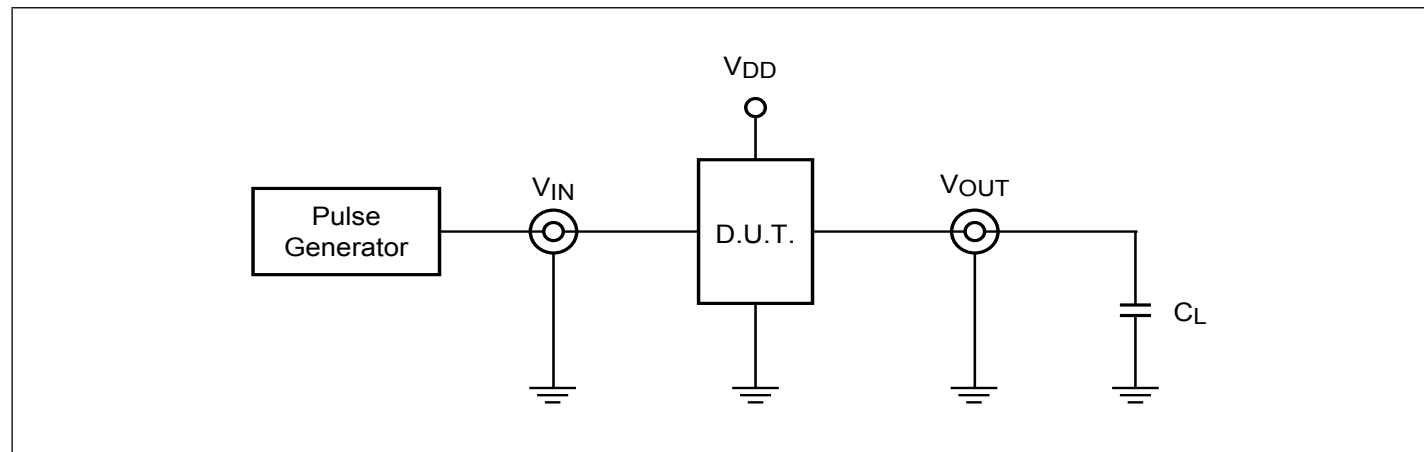 VDD
VIN
VOUT
Pulse
Generator
D.U.T.
CL